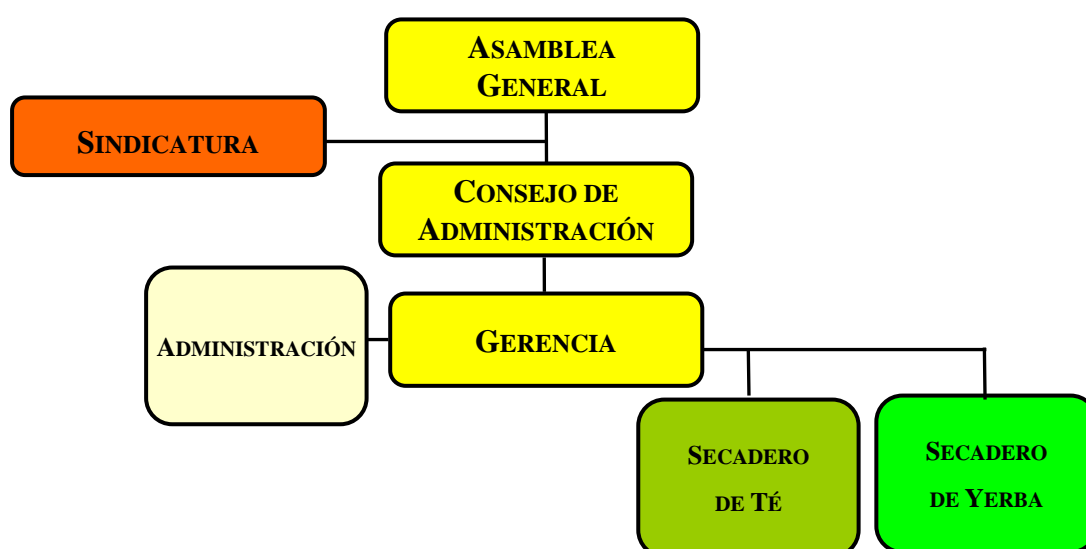 ASAMBLEA
GENERAL
SINDICATURA
CONSEJO DE
ADMINISTRACIÓN
ADMINISTRACIÓN
GERENCIA
SECADERO
DE TÉ
SECADERO
DE YERBA